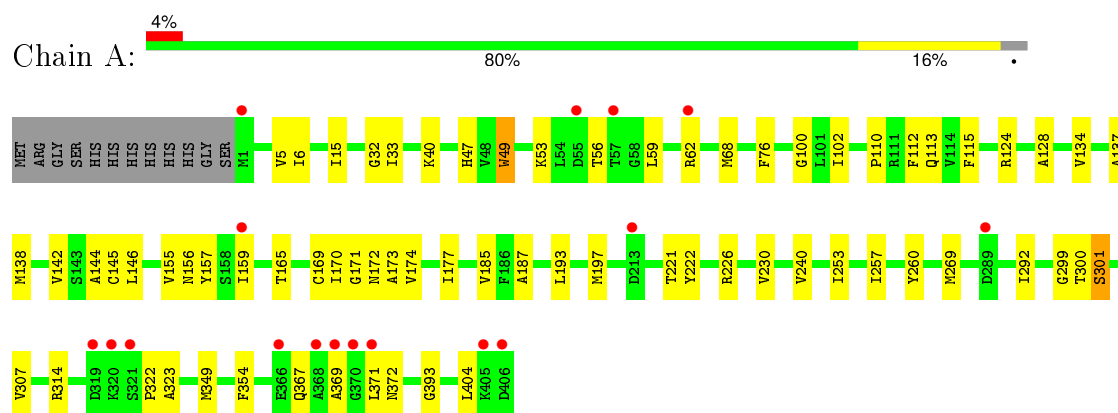 4%
Chain A:
80% 16% •
MET ARG GLY SER HIS HIS HIS HIS HIS HIS GLY SER M1 V5 I6 I15 G32 I33 K40 H47 V48 W49 K53 L54 D55 T56 T57 G58 L59 R62 M68 F76 G100 L101 I102 P110 R111 F112 Q113 V114 F115 R124 A128 V134 A137
M138 V142 S143 A144 C145 L146 V155 N156 Y157 S158 I159 T165 C169 I170 G171 N172 A173 V174 I177 V185 F186 A187 L193 M197 D213 T221 Y222 R226 V230 V240 I253 I257 Y260 M269 D289 I292 G299 T300 S301
V307 R314 D319 K320 S321 P322 A323 M349 F354 E366 Q367 A368 A369 G370 L371 N372 G393 L404 K405 D406